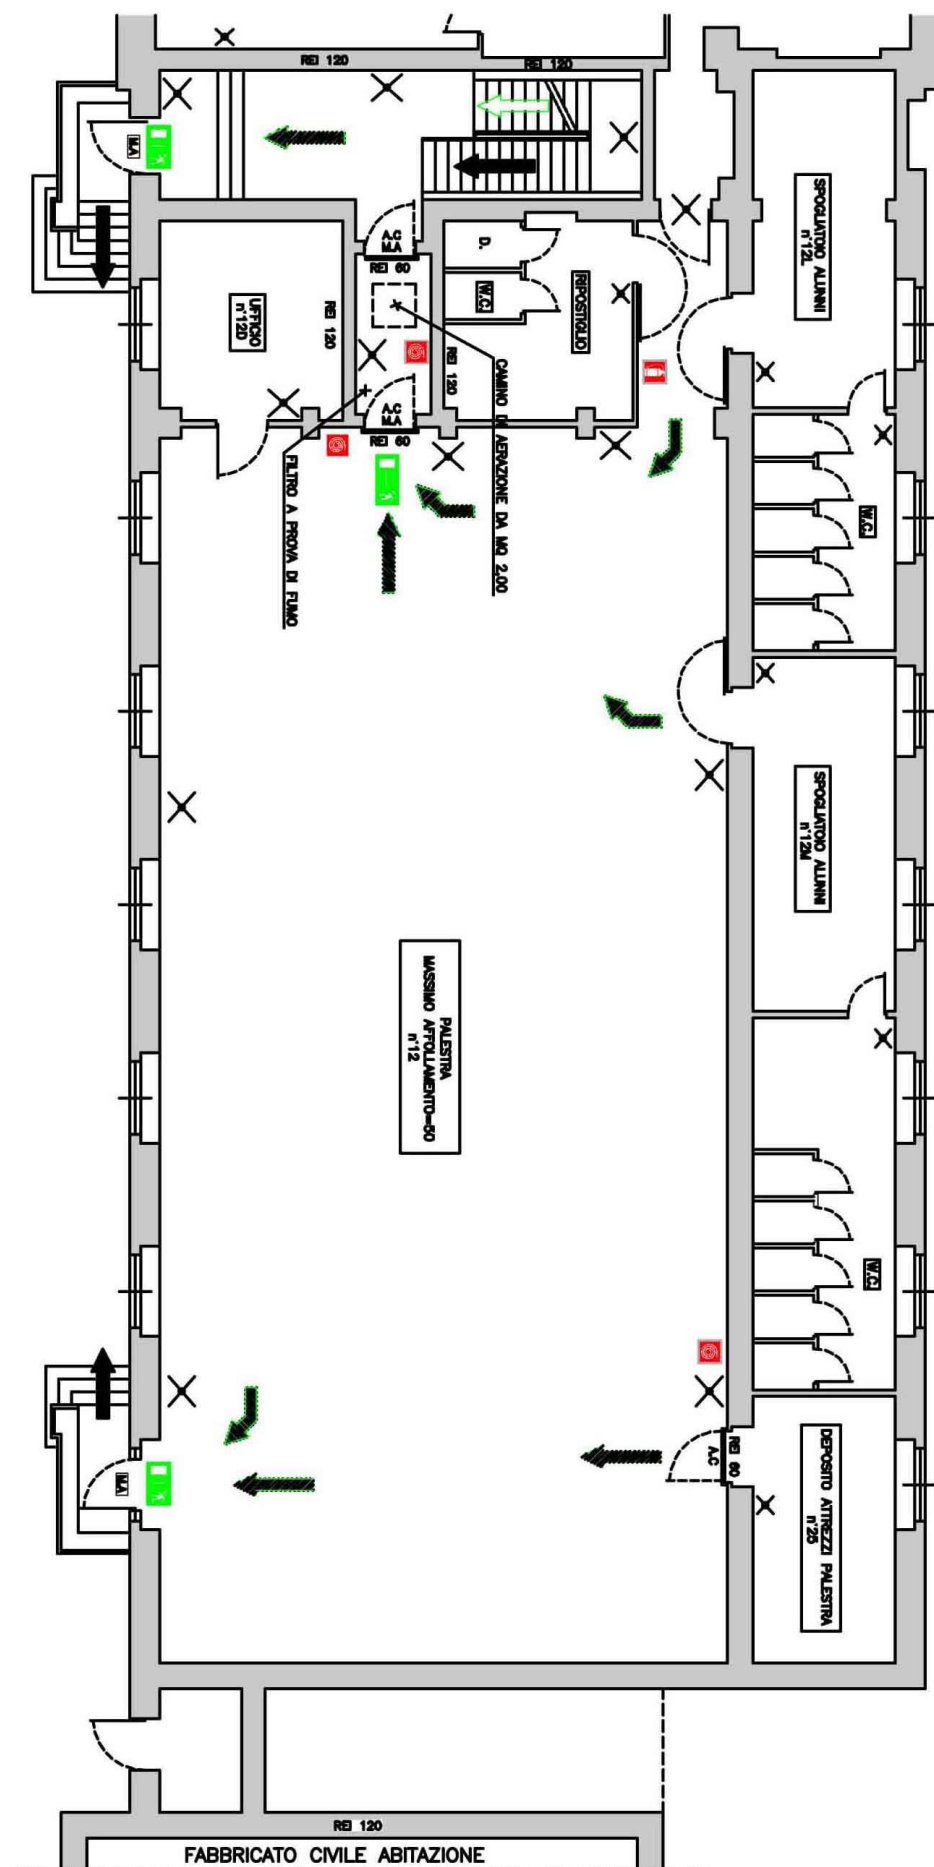 REI 120
REI 120
M.A
A.C
M.A
REI 60
D.
W.C.
RIPOSTIGLIO
SPOGLIATOIO ALUNNI
n°12L
UFFICIO
n°12D
REI 120
REI 120
CAMINO DI AERAZIONE DA MQ 2,00
A.C
M.A
REI 60
FILTRO A PROVA DI FUMO
W.C.
SPOGLIATOIO ALUNNI
n°12M
PALESTRA
MASSIMO AFFOLLAMENTO=50
n°12
W.C.
REI 60
A.C
DEPOSITO ATTREZZI PALESTRA
n°25
M.A
REI 120
FABBRICATO CIVILE ABITAZIONE